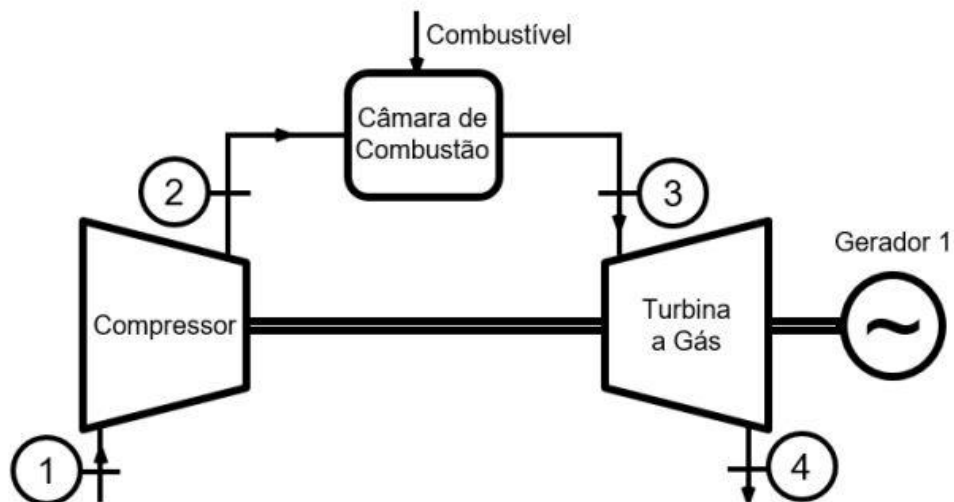 Combustível
Câmara de
Combustão
2
3
Gerador 1
Compressor
Turbina
a Gás
~
1
4